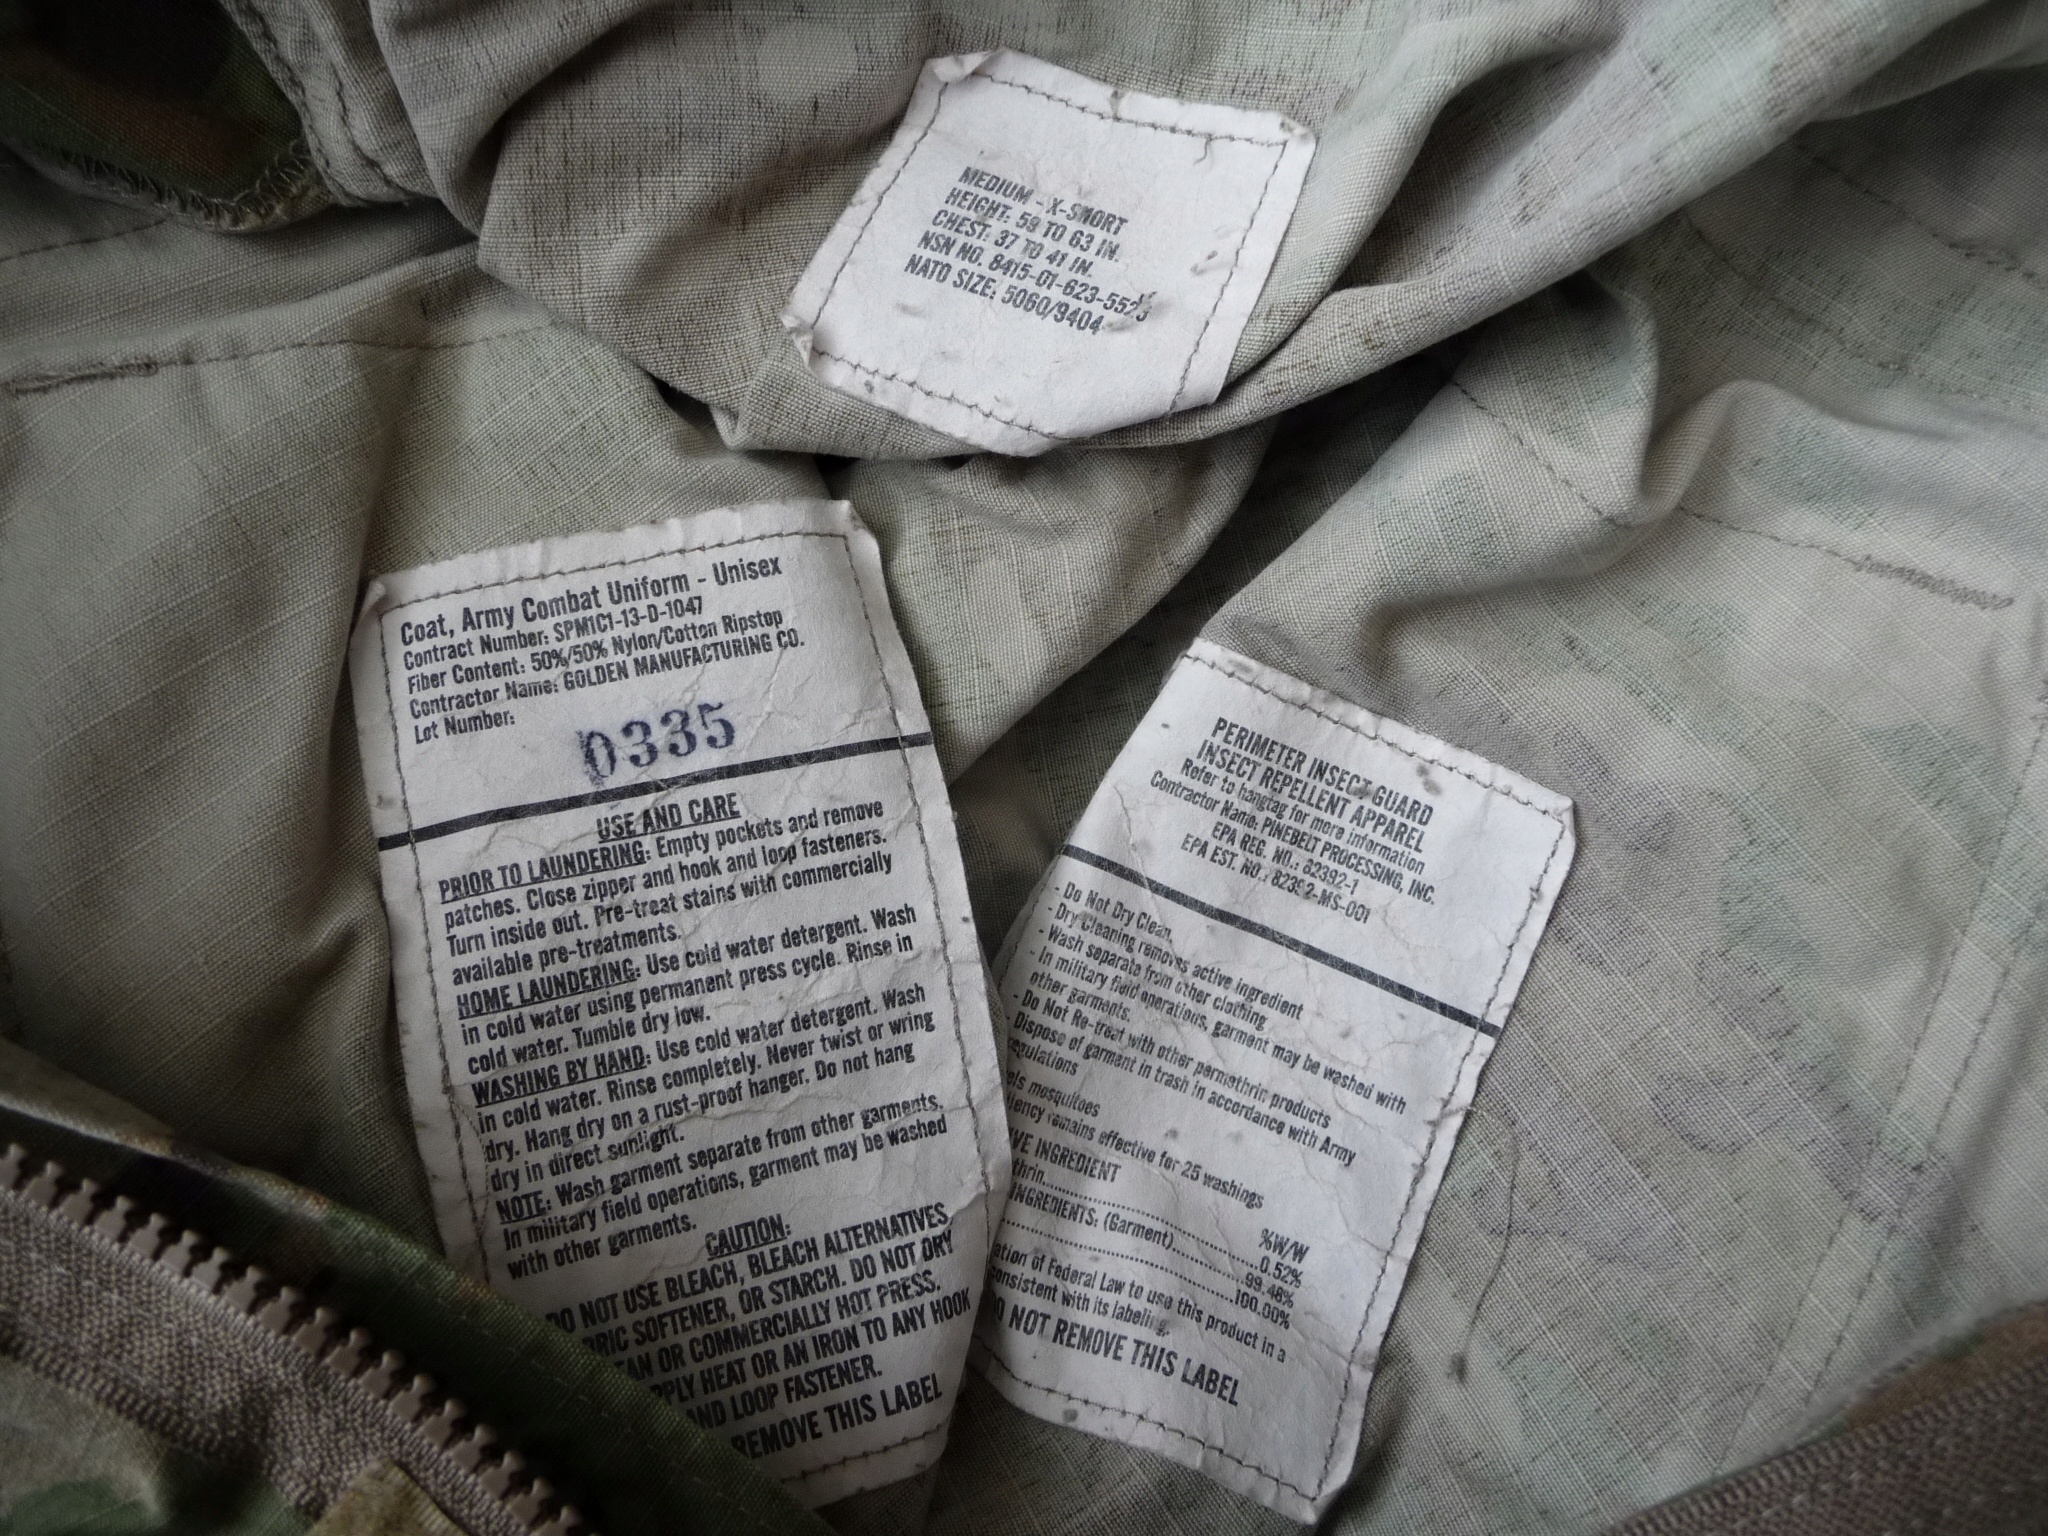 MEDIUM - X-SHORT
HEIGHT: 59 TO 63 IN.
CHEST: 37 TO 41 IN.
NSN NO. 8415-01-623-5523
NATO SIZE: 5060/9404
Coat, Army Combat Uniform - Unisex
Contract Number: SPM1C1-13-D-1047
Fiber Content: 50%/50% Nylon/Cotton Ripstop
Contractor Name: GOLDEN MANUFACTURING CO.
Lot Number:
0335
USE AND CARE
PRIOR TO LAUNDERING: Empty pockets and remove
patches. Close zipper and hook and loop fasteners.
Turn inside out. Pre-treat stains with commercially
available pre-treatments.
HOME LAUNDERING: Use cold water detergent. Wash
in cold water using permanent press cycle. Rinse in
cold water. Tumble dry low.
WASHING BY HAND: Use cold water detergent. Wash
in cold water. Rinse completely. Never twist or wring
dry. Hang dry on a rust-proof hanger. Do not hang
dry in direct sunlight.
NOTE: Wash garment separate from other garments.
In military field operations, garment may be washed
with other garments.
CAUTION:
DO NOT USE BLEACH, BLEACH ALTERNATIVES
BRIC SOFTENER, OR STARCH. DO NOT DRY
EAN OR COMMERCIALLY HOT PRESS.
PPLY HEAT OR AN IRON TO ANY HOOK
AND LOOP FASTENER.
REMOVE THIS LABEL
PERIMETER INSECT GUARD
INSECT REPELLENT APPAREL
Refer to hangtag for more information
Contractor Name: PINEBELT PROCESSING, INC.
EPA REG. NO.: 82392-1
EPA EST. NO.: 82392-MS-001
- Do Not Dry Clean
- Dry Cleaning removes active ingredient
- Wash separate from other clothing
- In military field operations, garment may be washed with
other garments.
- Do Not Re-treat with other permethrin products
- Dispose of garment in trash in accordance with Army
regulations
els mosquitoes
iency remains effective for 25 washings
IVE INGREDIENT %W/W
thrin 0.52%
INGREDIENTS: (Garment) 99.48%
100.00%
ation of Federal Law to use this product in a
consistent with its labeling.
DO NOT REMOVE THIS LABEL